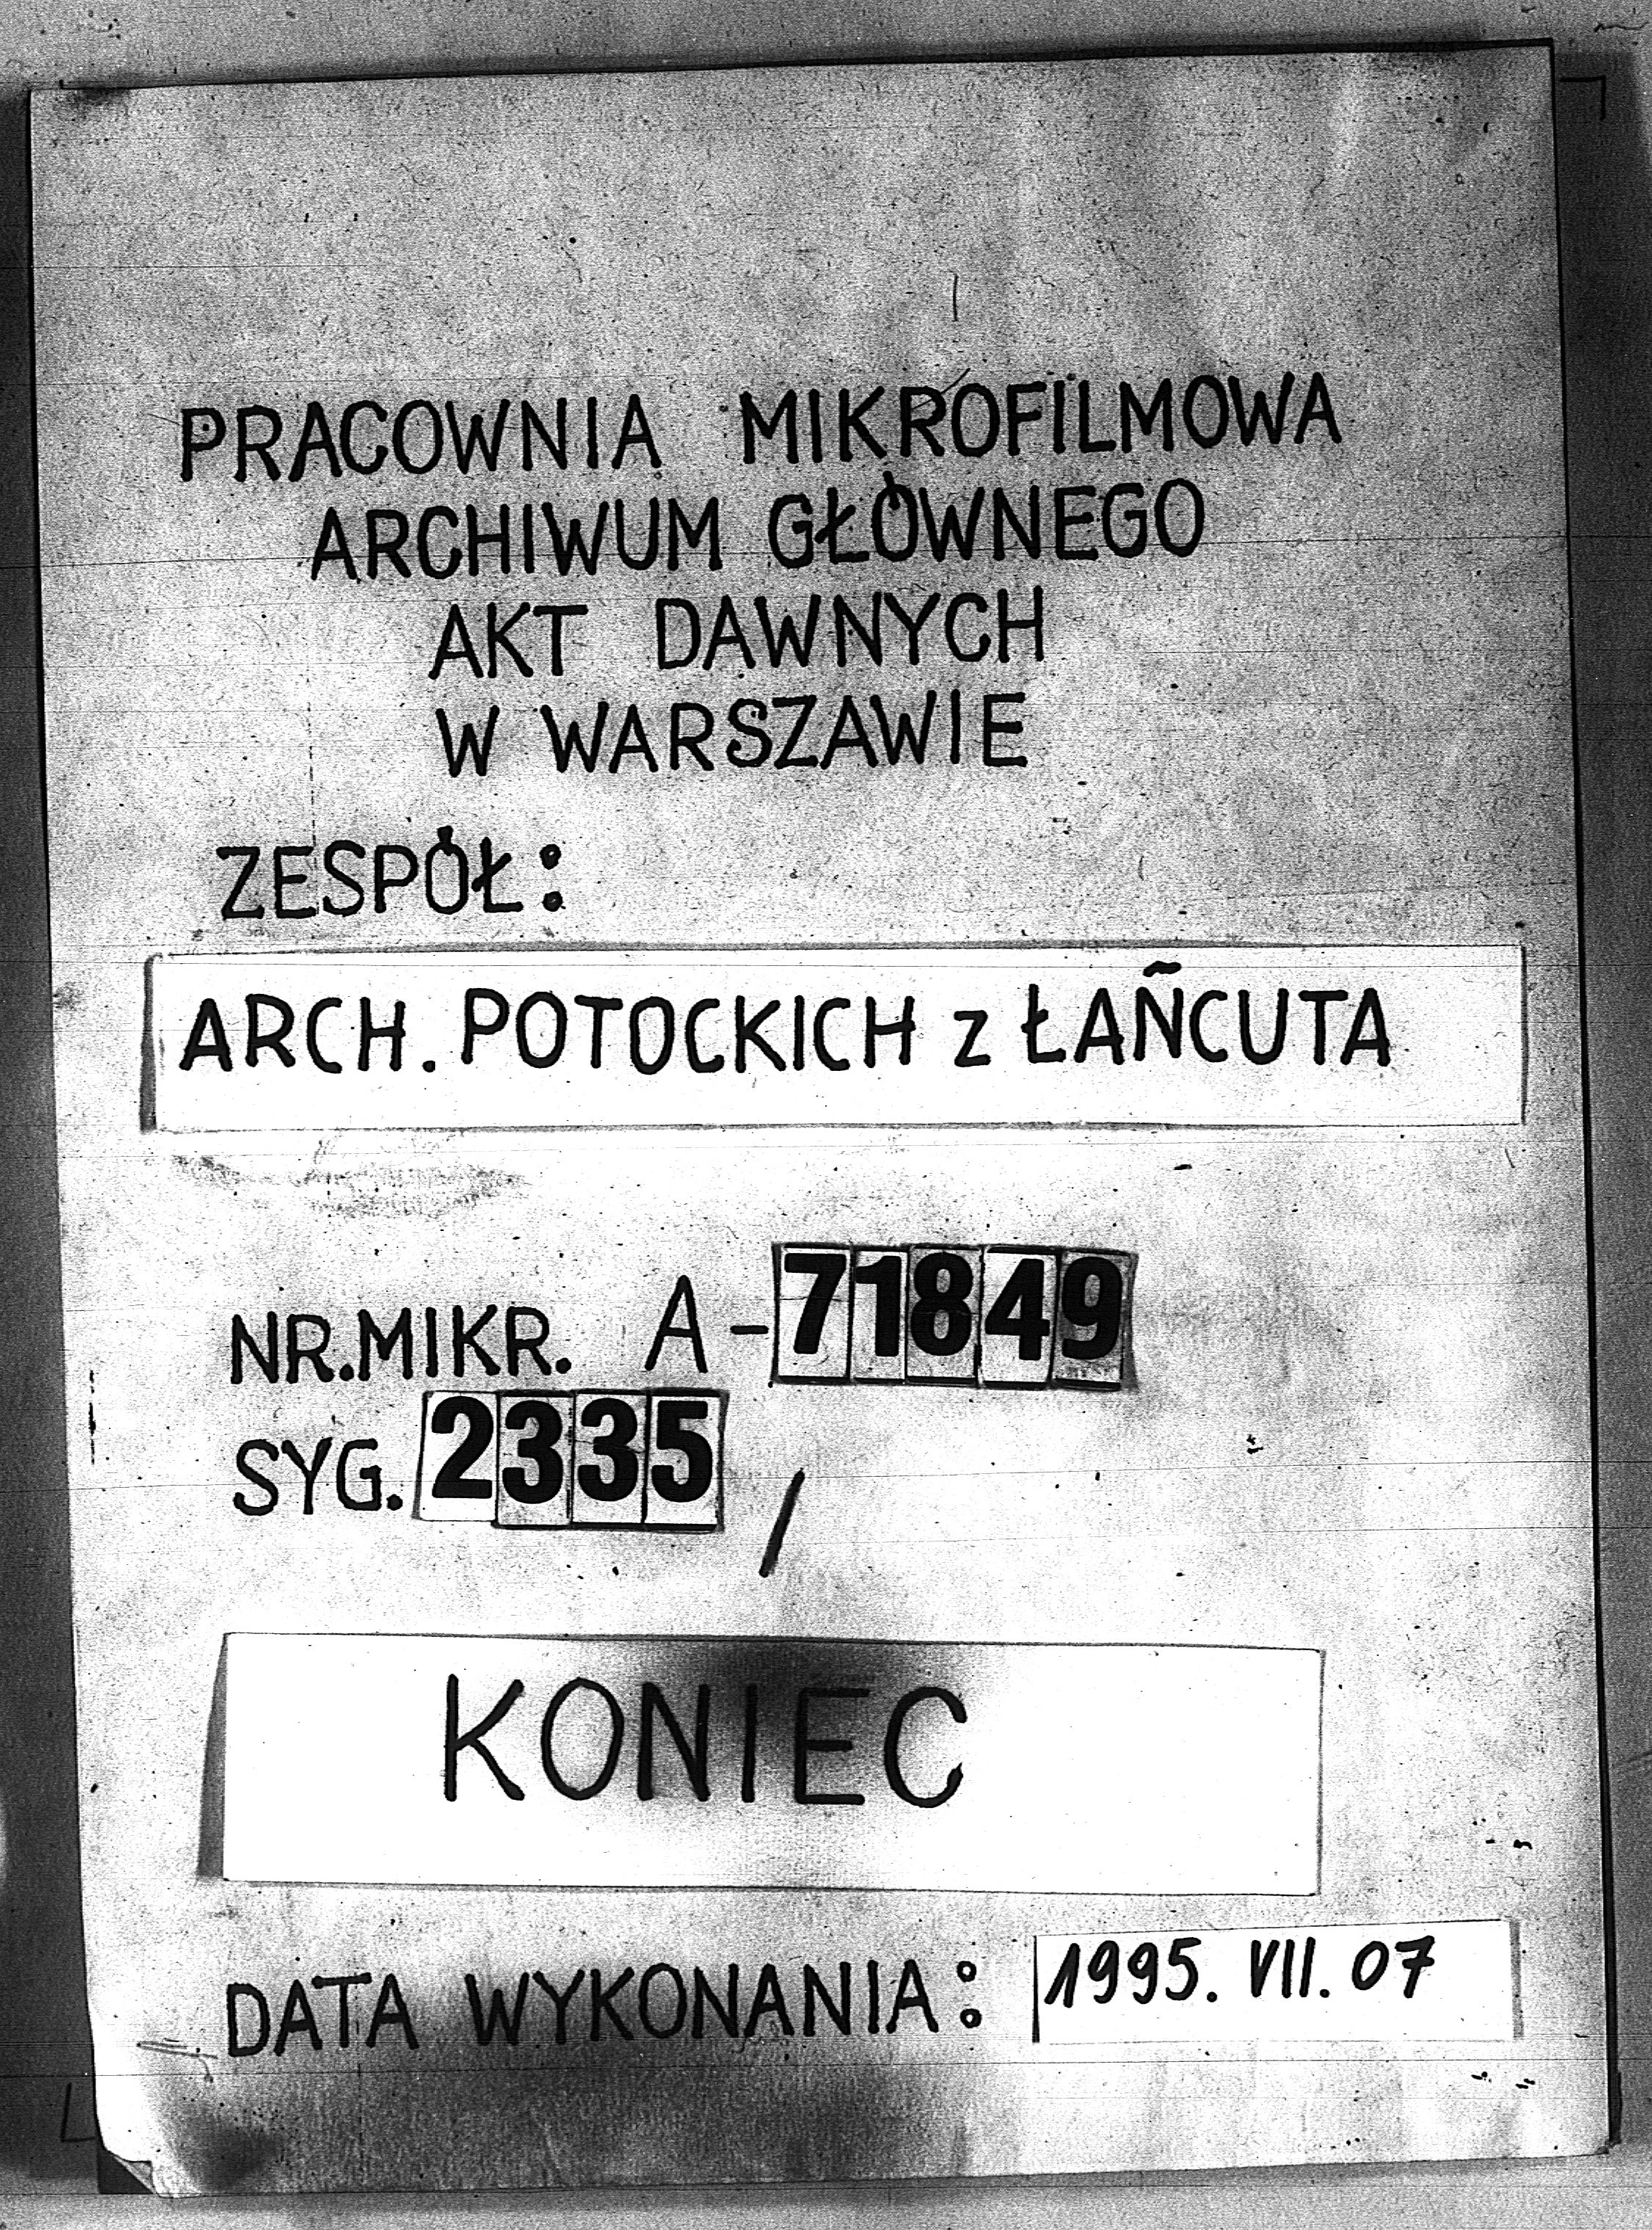 PRACOWNIA MIKROFILMOWA
ARCHIWUM GŁÓWNEGO
AKT DAWNYCH
W WARSZAWIE
ZESPÓŁ:
ARCH. POTOCKICH z ŁAŃCUTA
NR.MIKR. A-71849
SYG. 2335 /
KONIEC
DATA WYKONANIA: 1995. VII. 07